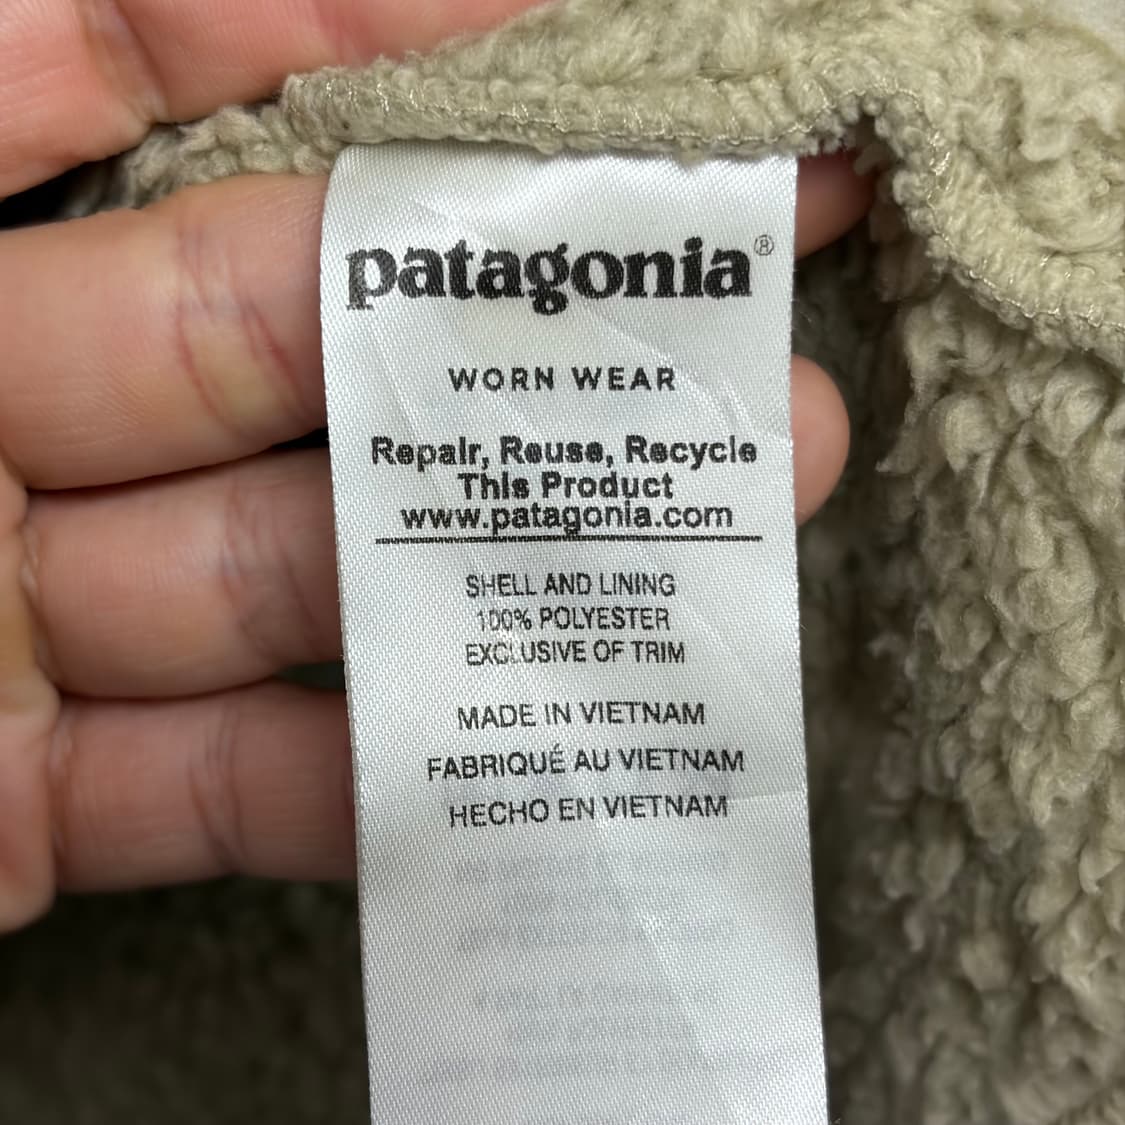 patagonia®
WORN WEAR
Repair, Reuse, Recycle
This Product
www.patagonia.com
SHELL AND LINING
100% POLYESTER
EXCLUSIVE OF TRIM
MADE IN VIETNAM
FABRIQUÉ AU VIETNAM
HECHO EN VIETNAM